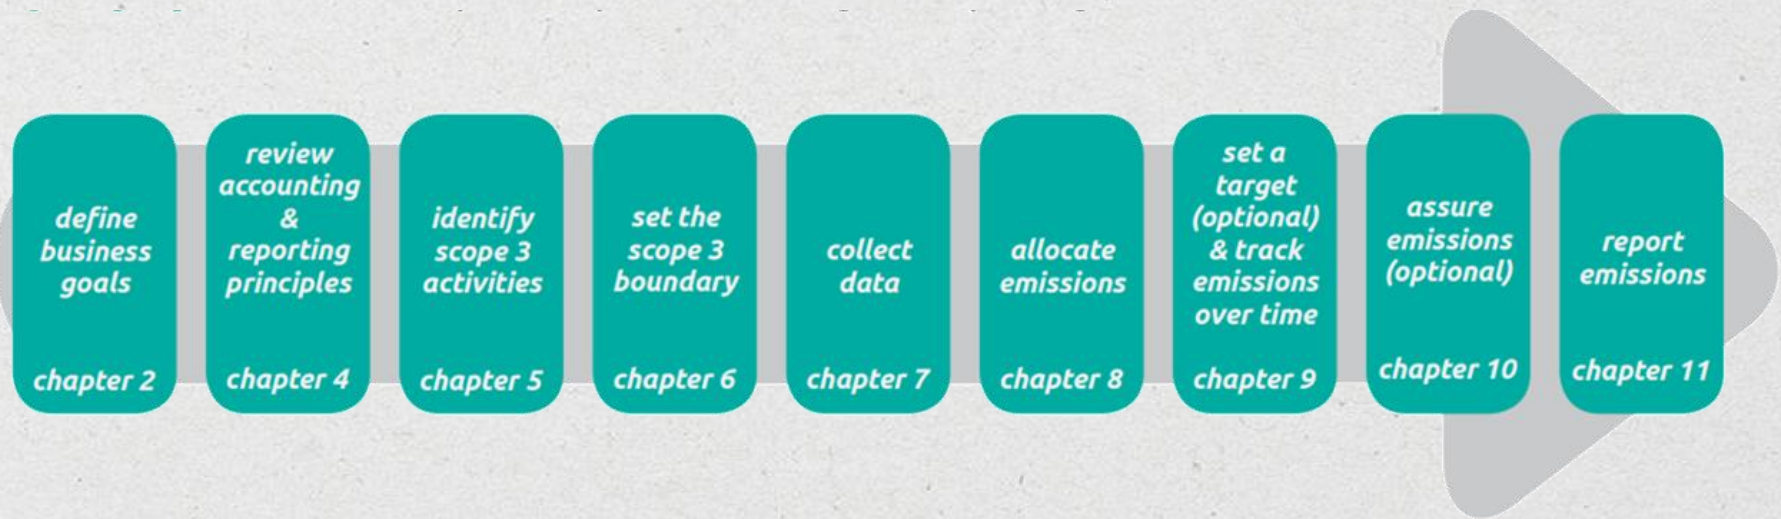 define
business
goals
chapter 2
review
accounting
&
reporting
principles
chapter 4
identify
scope 3
activities
chapter 5
set the
scope 3
boundary
chapter 6
collect
data
chapter 7
allocate
emissions
chapter 8
set a
target
(optional)
& track
emissions
over time
chapter 9
assure
emissions
(optional)
chapter 10
report
emissions
chapter 11